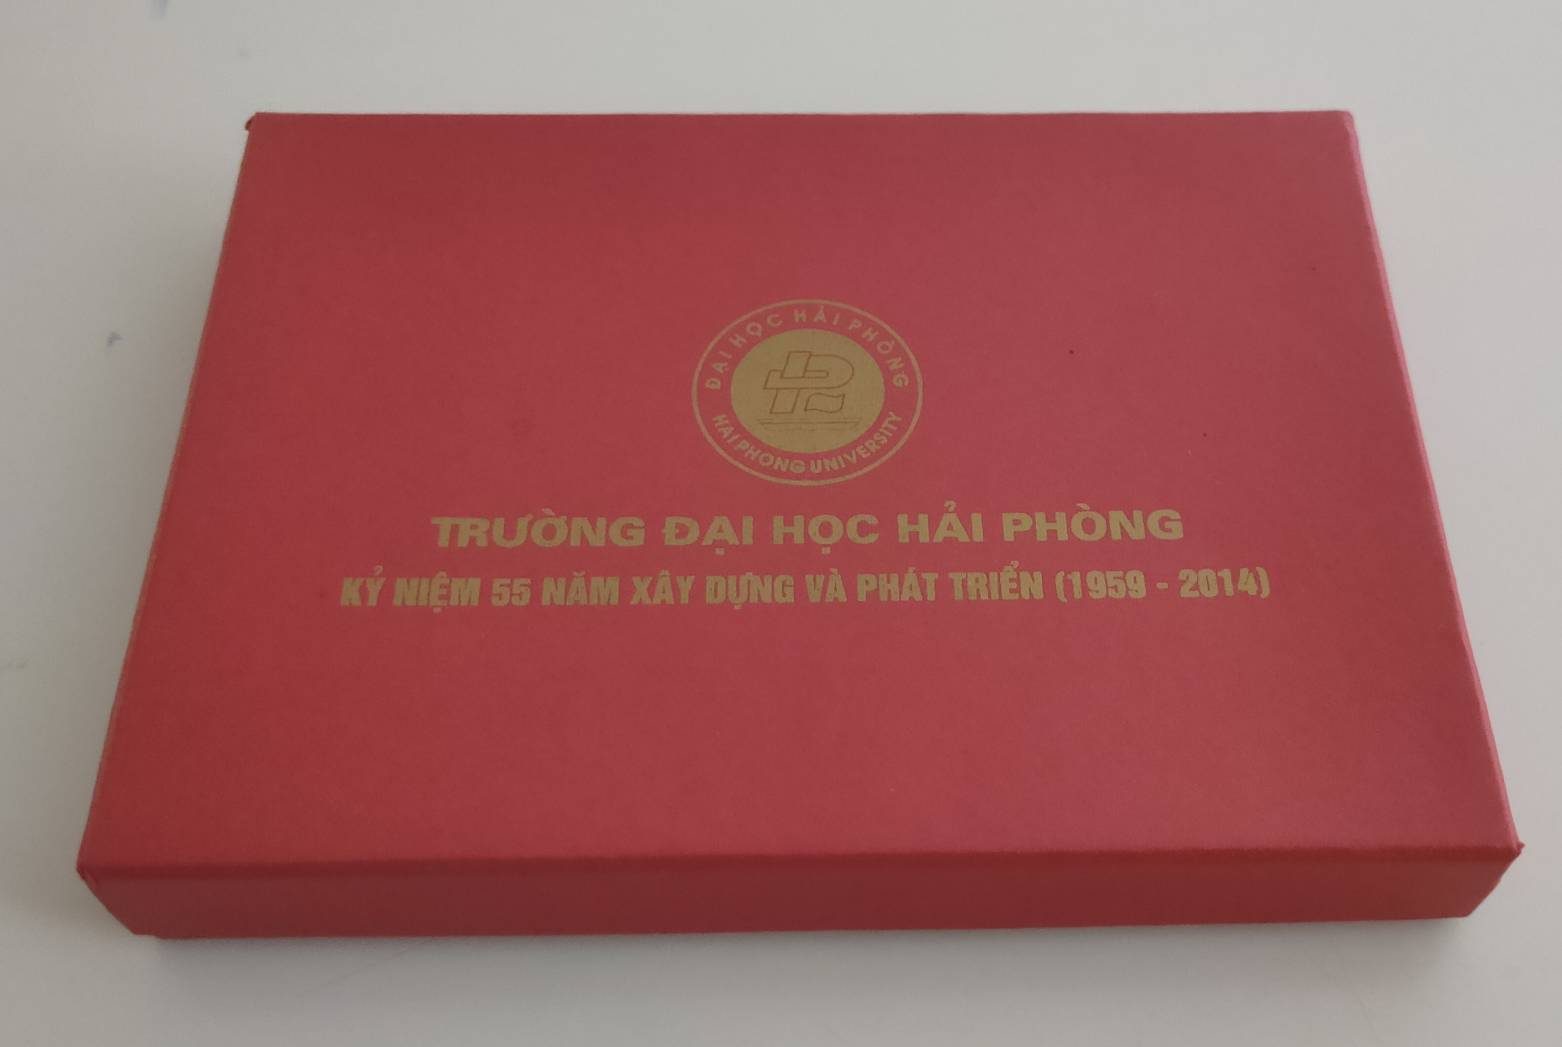 ĐẠI HỌC HẢI PHÒNG
HAI PHONG UNIVERSITY
TRƯỜNG ĐẠI HỌC HẢI PHÒNG
KỶ NIỆM 55 NĂM XÂY DỰNG VÀ PHÁT TRIỂN (1959 - 2014)